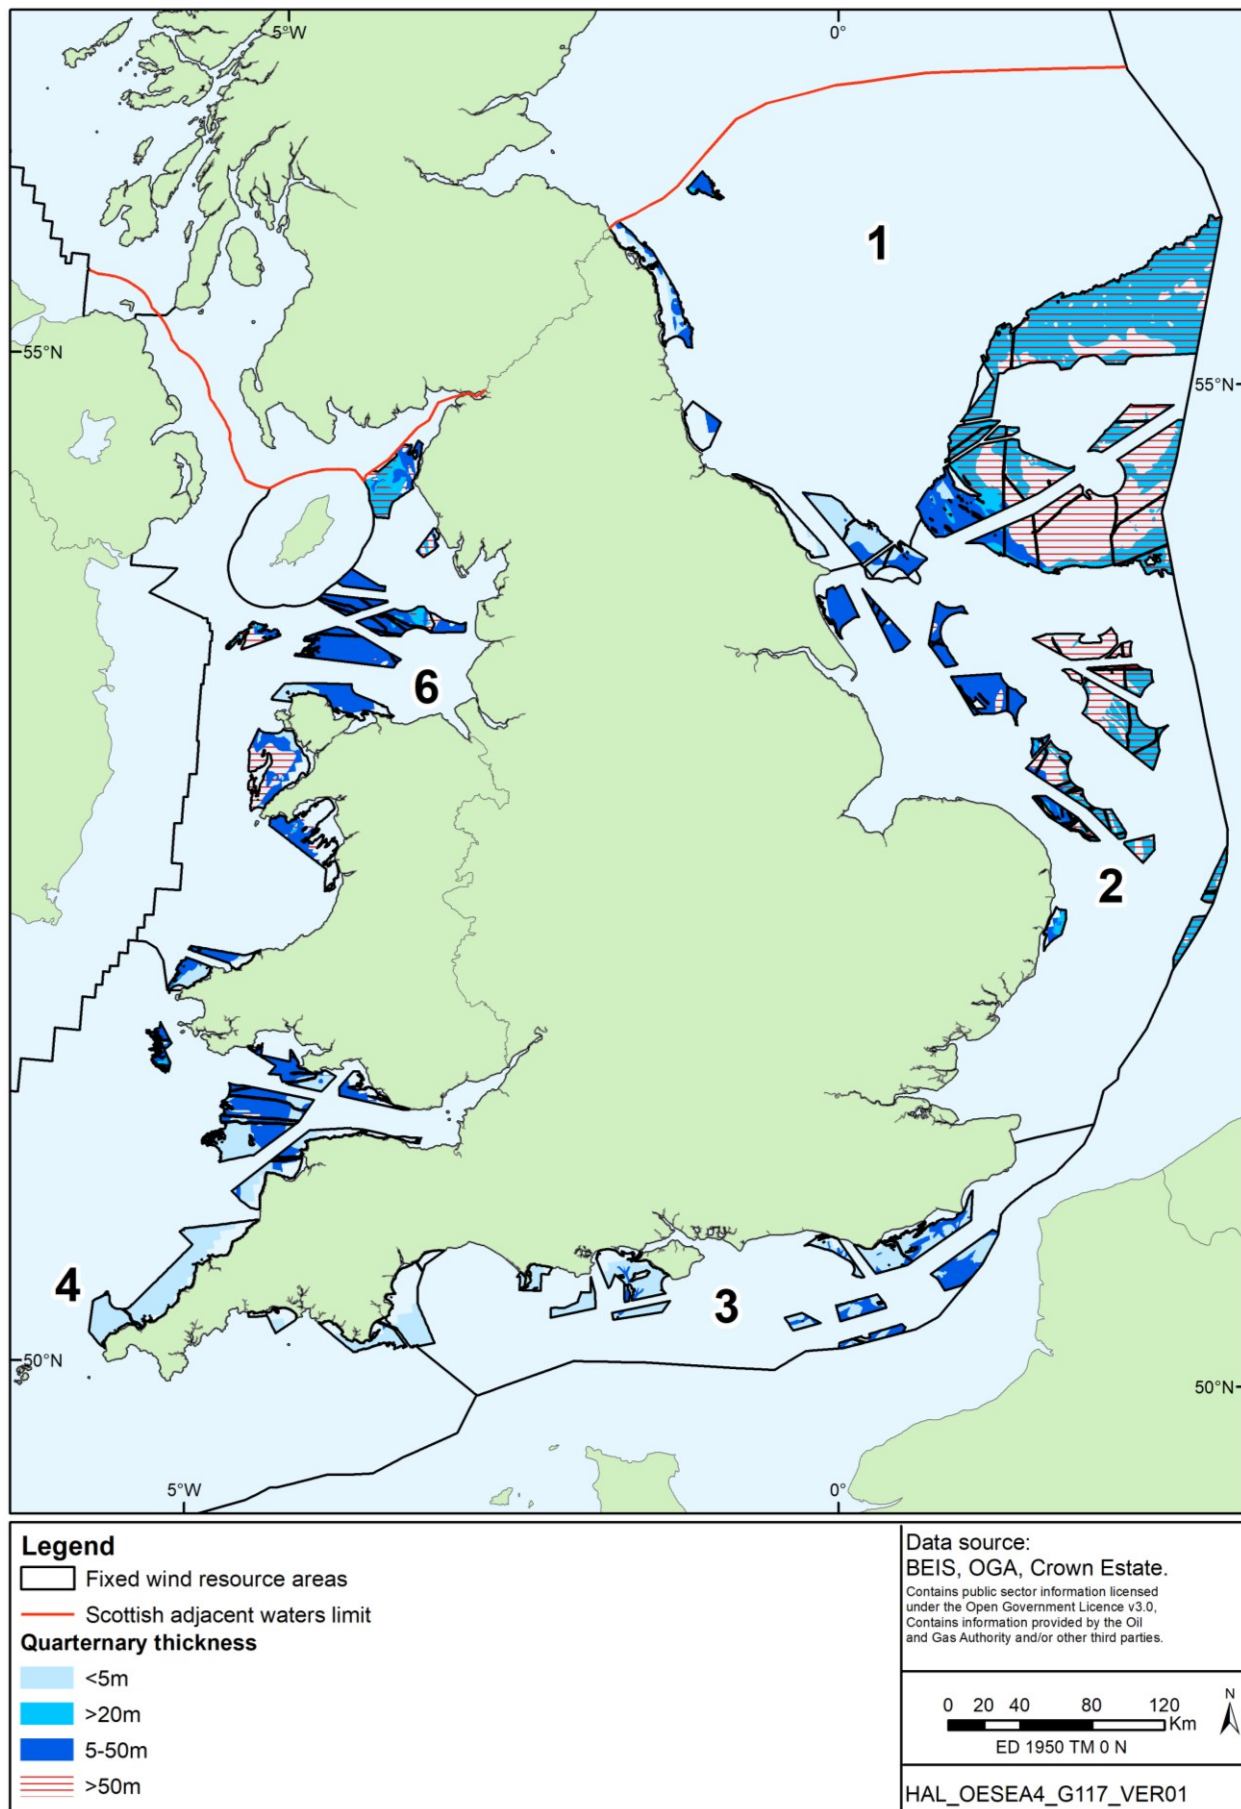 5°W
0°
1
55°N
55°N
6
2
4
3
50°N
50°N
5°W
0°
Legend
Fixed wind resource areas
Scottish adjacent waters limit
Quarternary thickness
<5m
>20m
5-50m
>50m
Data source:
BEIS, OGA, Crown Estate.
Contains public sector information licensed
under the Open Government Licence v3.0,
Contains information provided by the Oil
and Gas Authority and/or other third parties.
0 20 40 80 120
Km
N
ED 1950 TM 0 N
HAL_OESEA4_G117_VER01